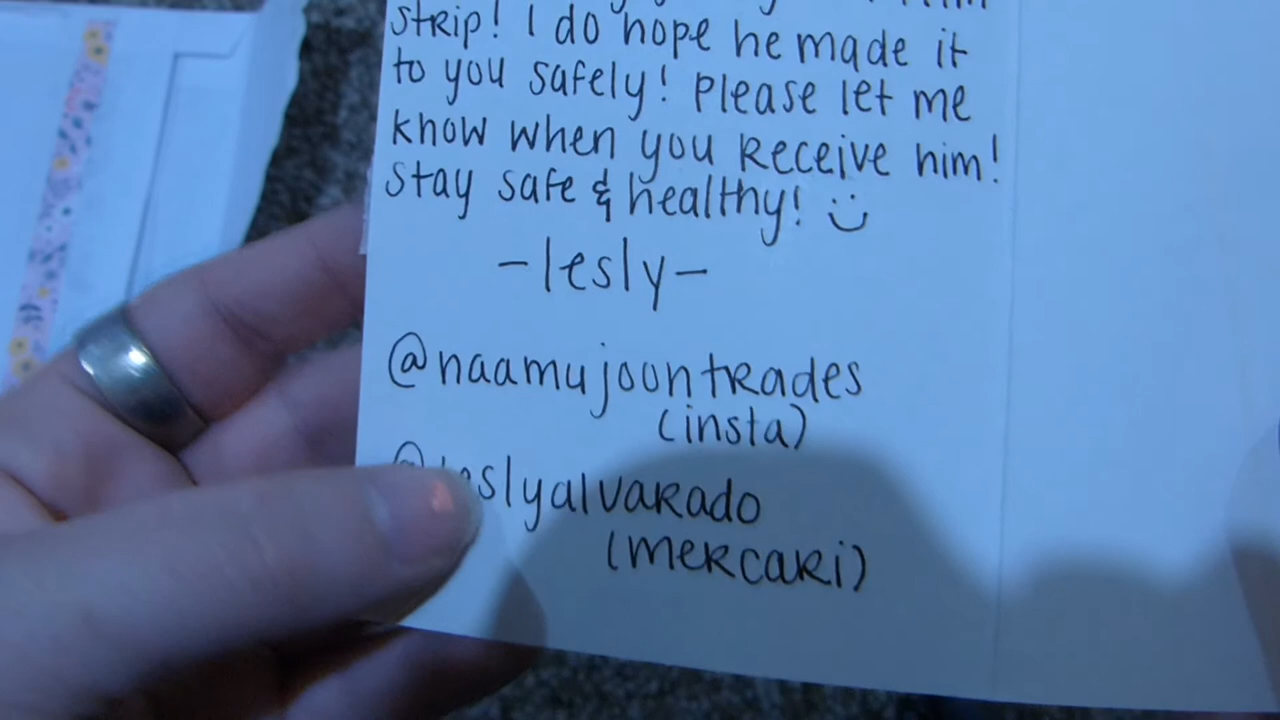 strip! I do hope he made it
to you safely! Please let me
know when you receive him!
Stay safe & healthy! :)
-lesly-
@naamujoontrades
(insta)
@leslyalvarado
(mercari)